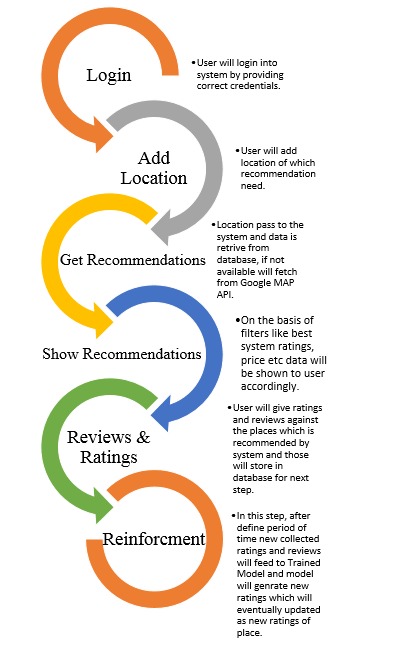 Login
•User will login into
system by providing
correct credentials.
Add
Location
•User will add
location of which
recommendation
need.
Get Recommendations
•Location pass to the
system and data is
retrive from
database, if not
available will fetch
from Google MAP
API.
Show Recommendations
•On the basis of
filters like best
system ratings,
price etc data will
be shown to user
accordingly.
Reviews &
Ratings
•User will give ratings
and reviews against
the places which is
recommended by
system and those
will store in
database for next
step.
Reinforcment
•In this step, after
define period of
time new collected
ratings and reviews
will feed to Trained
Model and model
will genrate new
ratings which will
eventually updated
as new ratings of
place.